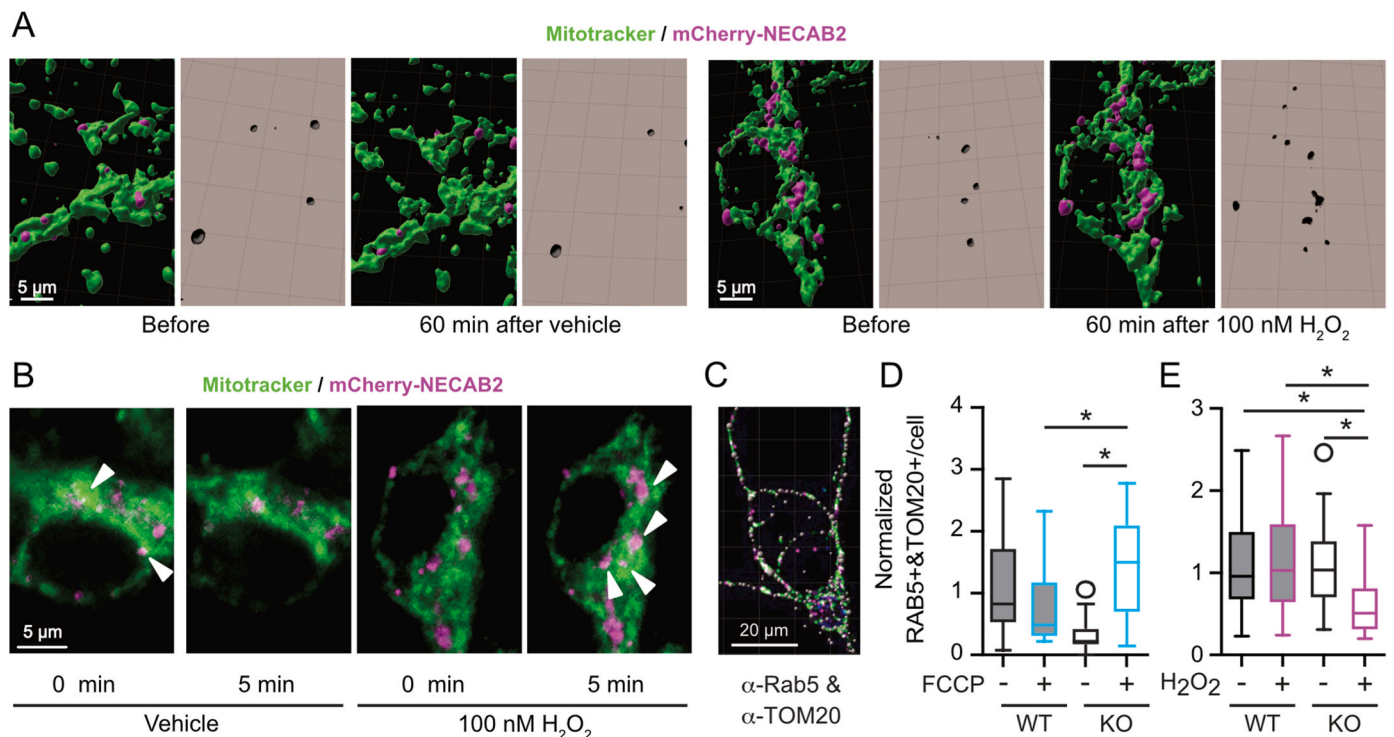 A
Mitotracker / mCherry-NECAB2
5 µm
5 µm
Before
60 min after vehicle
Before
60 min after 100 nM H₂O₂
B
Mitotracker / mCherry-NECAB2
5 µm
0 min
5 min
0 min
5 min
Vehicle
100 nM H₂O₂
C
20 µm
α-Rab5 &
α-TOM20
D
Normalized
RAB5+&TOM20+/cell
4
3
2
1
0
* *
FCCP - + - +
WT KO
E
3
2
1
0
* * *
H₂O₂ - + - +
WT KO